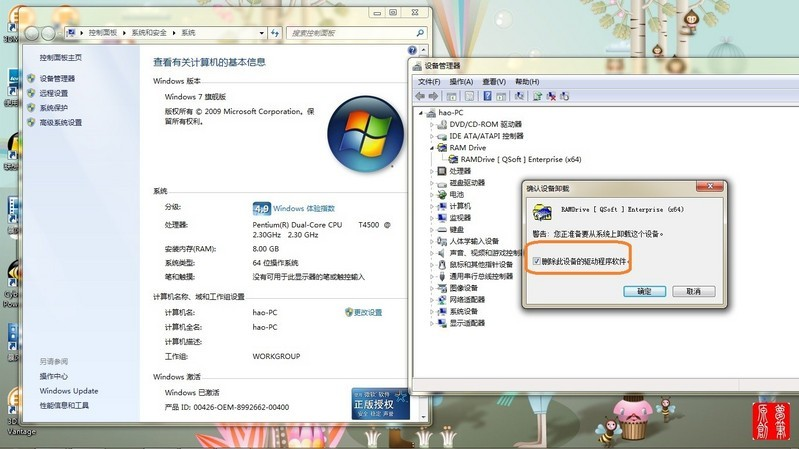 控制面板 ▸ 系统和安全 ▸ 系统
搜索控制面板
控制面板主页
设备管理器
远程设置
系统保护
高级系统设置
另请参阅
操作中心
Windows Update
性能信息和工具
查看有关计算机的基本信息
Windows 版本
Windows 7 旗舰版
版权所有 © 2009 Microsoft Corporation。保
留所有权利。
系统
分级:
4.9 Windows 体验指数
处理器:
Pentium(R) Dual-Core CPU T4500 @
2.30GHz 2.30 GHz
安装内存(RAM):
8.00 GB
系统类型:
64 位操作系统
笔和触摸:
没有可用于此显示器的笔或触控输入
计算机名称、域和工作组设置
计算机名:
hao-PC
更改设置
计算机全名:
hao-PC
计算机描述:
工作组:
WORKGROUP
Windows 激活
Windows 已激活
产品 ID: 00426-OEM-8992662-00400
微软 软件
正版授权
安全 稳定 声誉
设备管理器
文件(F) 操作(A) 查看(V) 帮助(H)
hao-PC
DVD/CD-ROM 驱动器
IDE ATA/ATAPI 控制器
RAM Drive
RAMDrive [ QSoft ] Enterprise (x64)
处理器
磁盘驱动器
电池
计算机
监视器
键盘
人体学输入设备
声音、视频和游戏控制
鼠标和其他指针设备
通用串行总线控制器
图像设备
网络适配器
系统设备
显示适配器
确认设备卸载
RAMDrive [ QSoft ] Enterprise (x64)
警告: 您正准备要从系统上卸载这个设备。
删除此设备的驱动程序软件。
确定
取消
Vantage